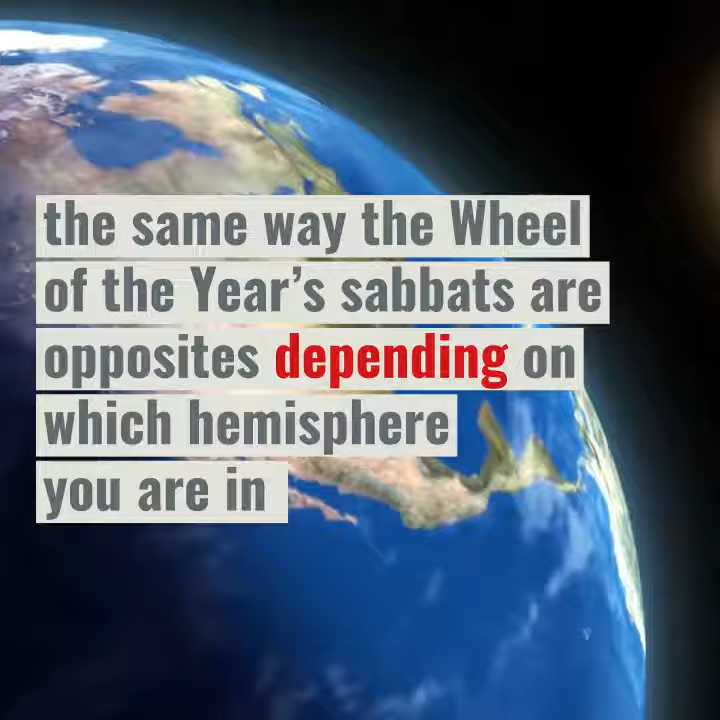 the same way the Wheel
of the Year’s sabbats are
opposites depending on
which hemisphere
you are in